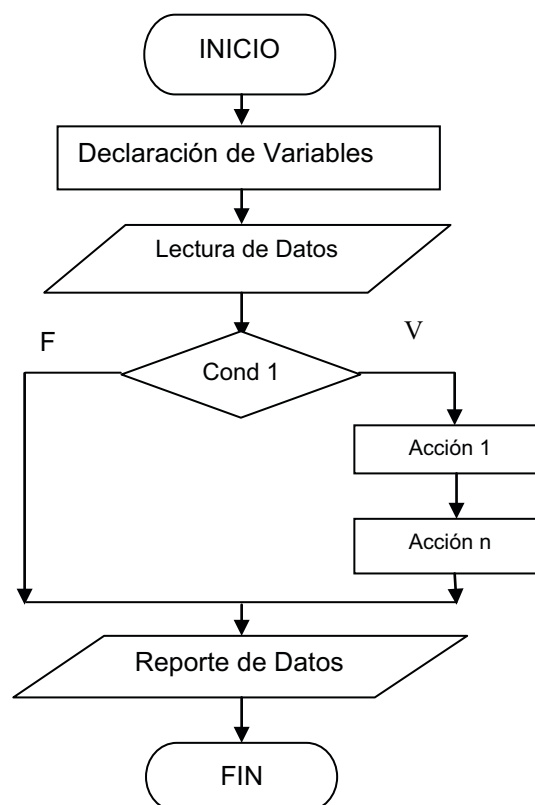 INICIO
Declaración de Variables
Lectura de Datos
F
V
Cond 1
Acción 1
Acción n
Reporte de Datos
FIN